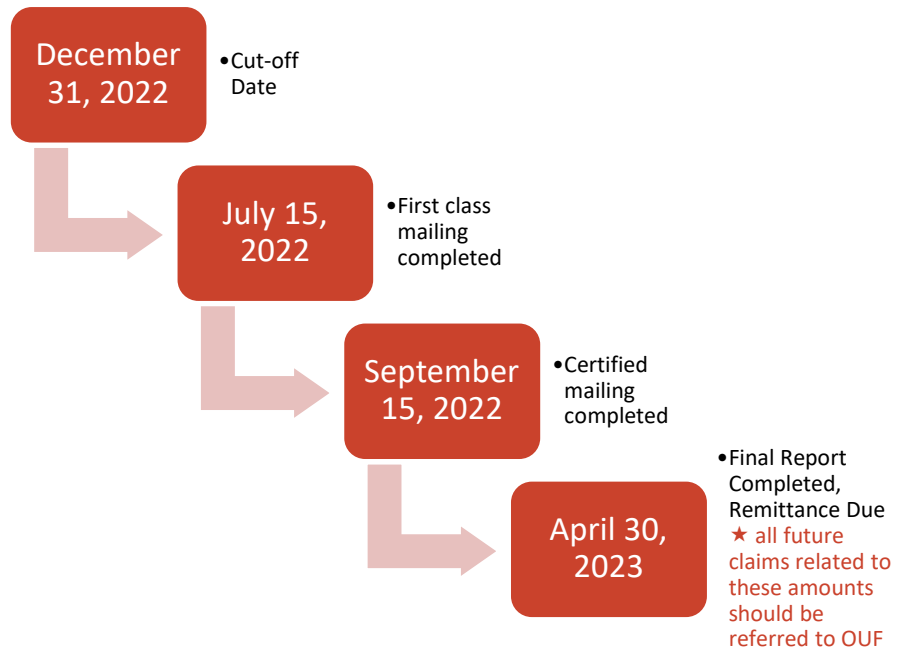 December
31, 2022
•Cut-off
Date
July 15,
2022
•First class
mailing
completed
September
15, 2022
•Certified
mailing
completed
April 30,
2023
•Final Report
Completed,
Remittance Due
★ all future
claims related to
these amounts
should be
referred to OUF